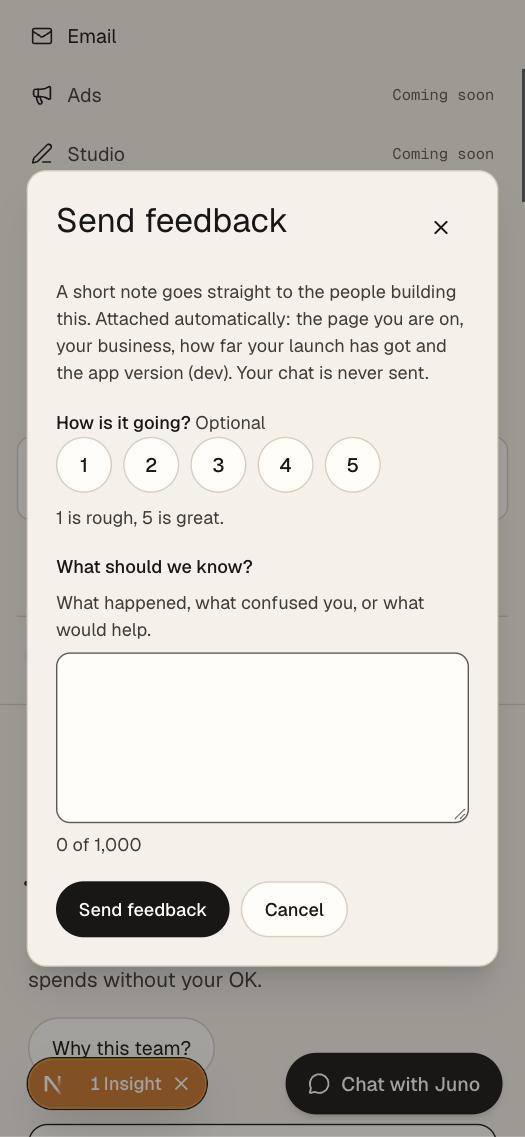 Email
Ads
Coming soon
Studio
Coming soon
Send feedback
A short note goes straight to the people building
this. Attached automatically: the page you are on,
your business, how far your launch has got and
the app version (dev). Your chat is never sent.
How is it going? Optional
1
2
3
4
5
1 is rough, 5 is great.
What should we know?
What happened, what confused you, or what
would help.
0 of 1,000
Send feedback
Cancel
spends without your OK.
Why this team?
N
1 Insight
Chat with Juno